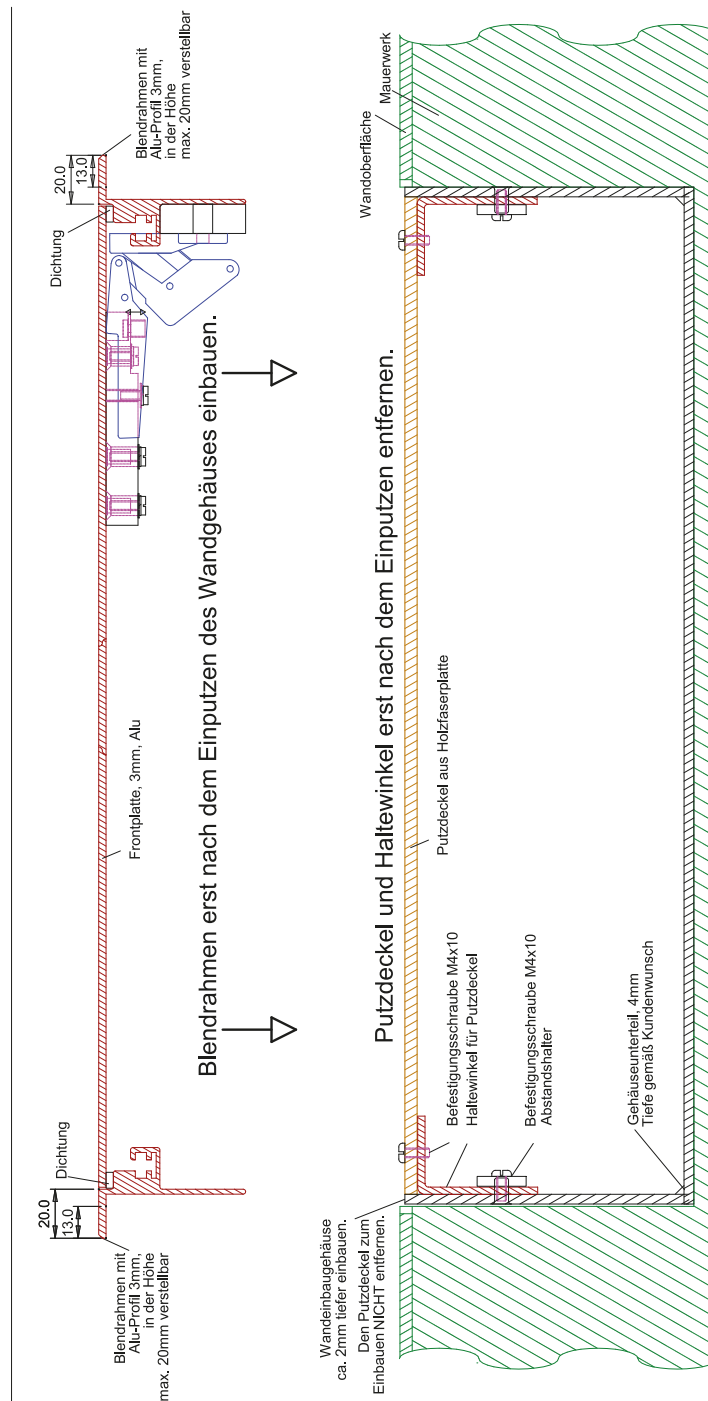 Blendrahmen mit
Alu-Profil 3mm,
in der Höhe
max. 20mm verstellbar
20.0
13.0
Dichtung
Frontplatte, 3mm, Alu
Dichtung
20.0
13.0
Blendrahmen mit
Alu-Profil 3mm,
in der Höhe
max. 20mm verstellbar
Blendrahmen erst nach dem Einputzen des Wandgehäuses einbauen.
Putzdeckel und Haltewinkel erst nach dem Einputzen entfernen.
Wandeinbaugehäuse
ca. 2mm tiefer einbauen.
Den Putzdeckel zum
Einbauen NICHT entfernen.
Befestigungsschraube M4x10
Haltewinkel für Putzdeckel
Befestigungsschraube M4x10
Abstandshalter
Gehäuseunterteil, 4mm
Tiefe gemäß Kundenwunsch
Putzdeckel aus Holzfaserplatte
Wandoberfläche
Mauerwerk